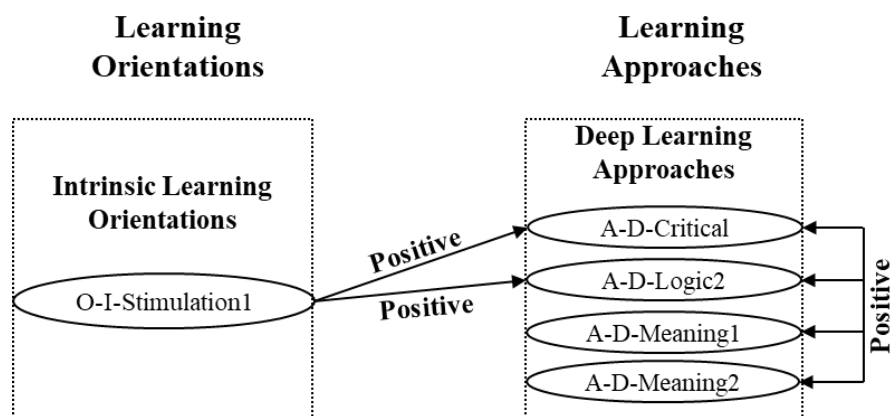 Learning
Orientations
Learning
Approaches
Intrinsic Learning
Orientations
O-I-Stimulation1
Positive
Positive
Deep Learning
Approaches
A-D-Critical
A-D-Logic2
A-D-Meaning1
A-D-Meaning2
Positive